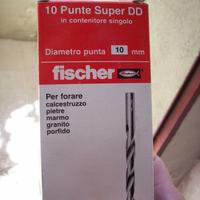 10 Punte Super DD
in contenitore singolo
Diametro punta 10 mm
fischer
Per forare
calcestruzzo
pietre
marmo
granito
porfido